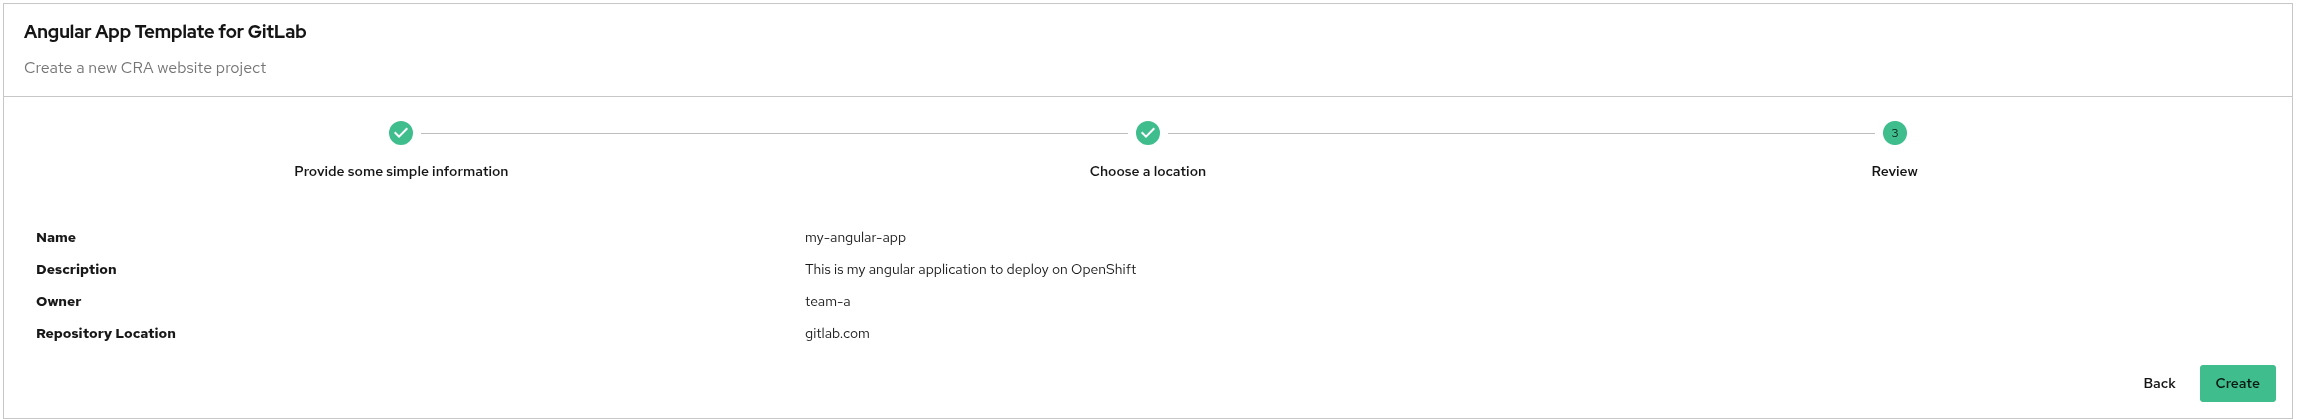 Angular App Template for GitLab
Create a new CRA website project
3
Provide some simple information
Choose a location
Review
Name my-angular-app
Description This is my angular application to deploy on OpenShift
Owner team-a
Repository Location gitlab.com
Back Create